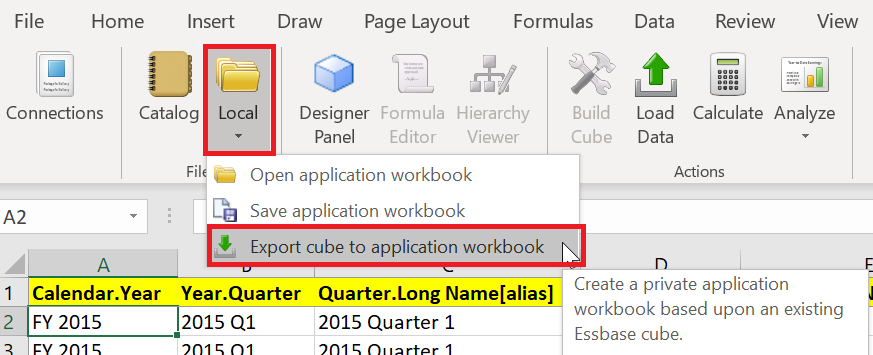 File Home Insert Draw Page Layout Formulas Data Review View
Connections
Catalog
Local
Designer
Panel
Formula
Editor
Hierarchy
Viewer
Build
Cube
Load
Data
Calculate
Analyze
Actions
Open application workbook
Save application workbook
Export cube to application workbook
Create a private application
workbook based upon an existing
Essbase cube.
A2
A B C D
1 Calendar.Year Year.Quarter Quarter.Long Name[alias]
2 FY 2015 2015 Q1 2015 Quarter 1
3 FY 2015 2015 Q1 2015 Quarter 1